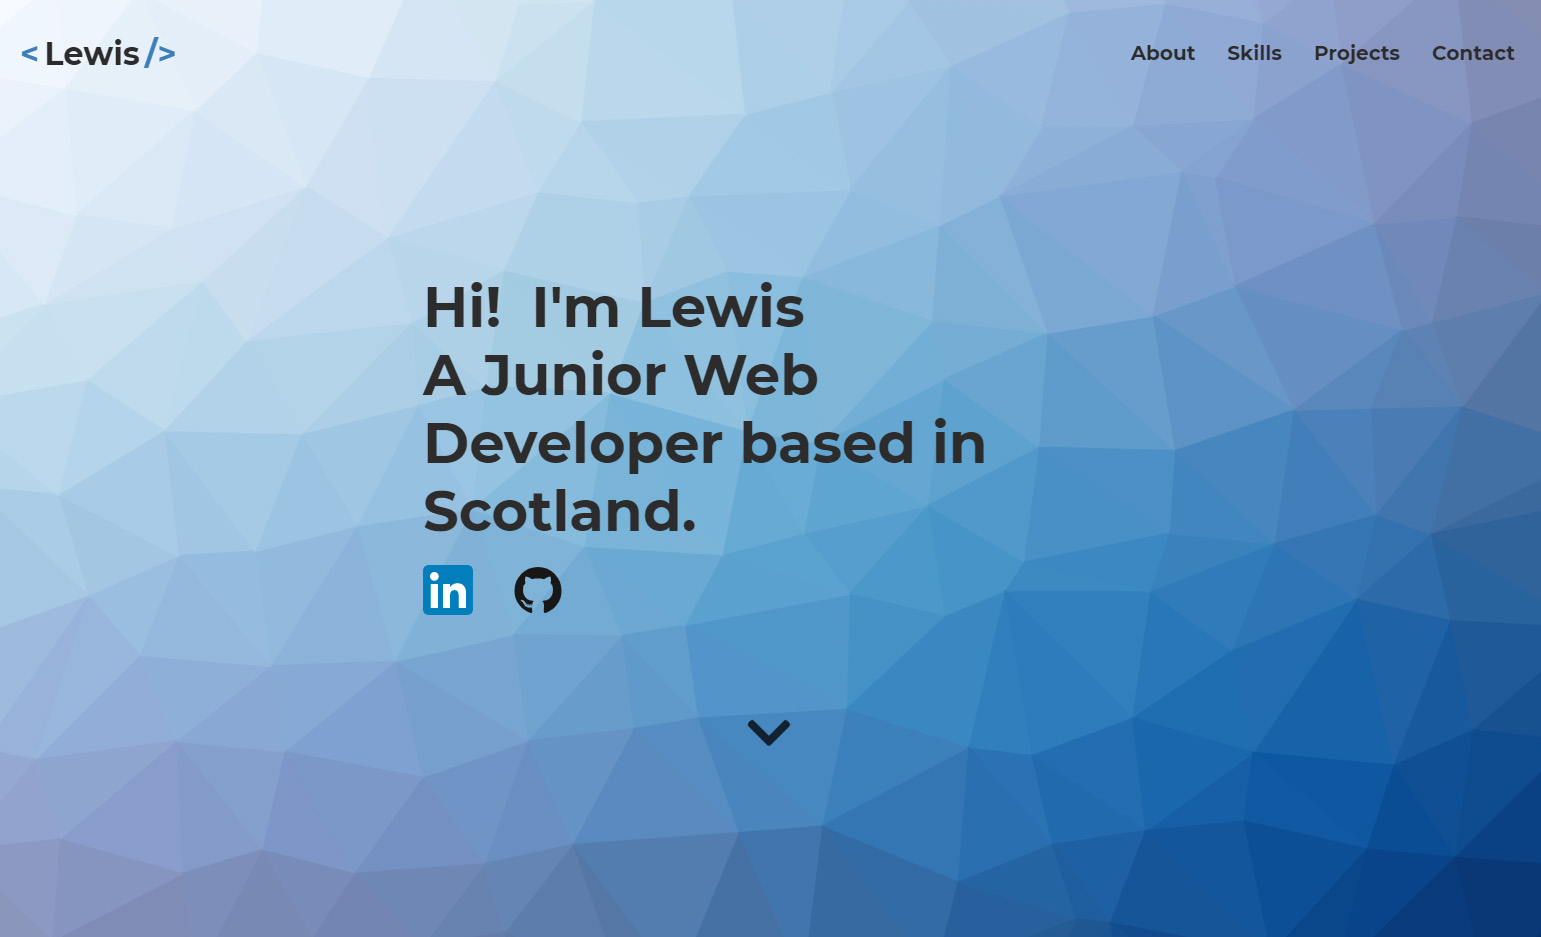 <Lewis/>
About Skills Projects Contact
Hi! I'm Lewis
A Junior Web
Developer based in
Scotland.
in